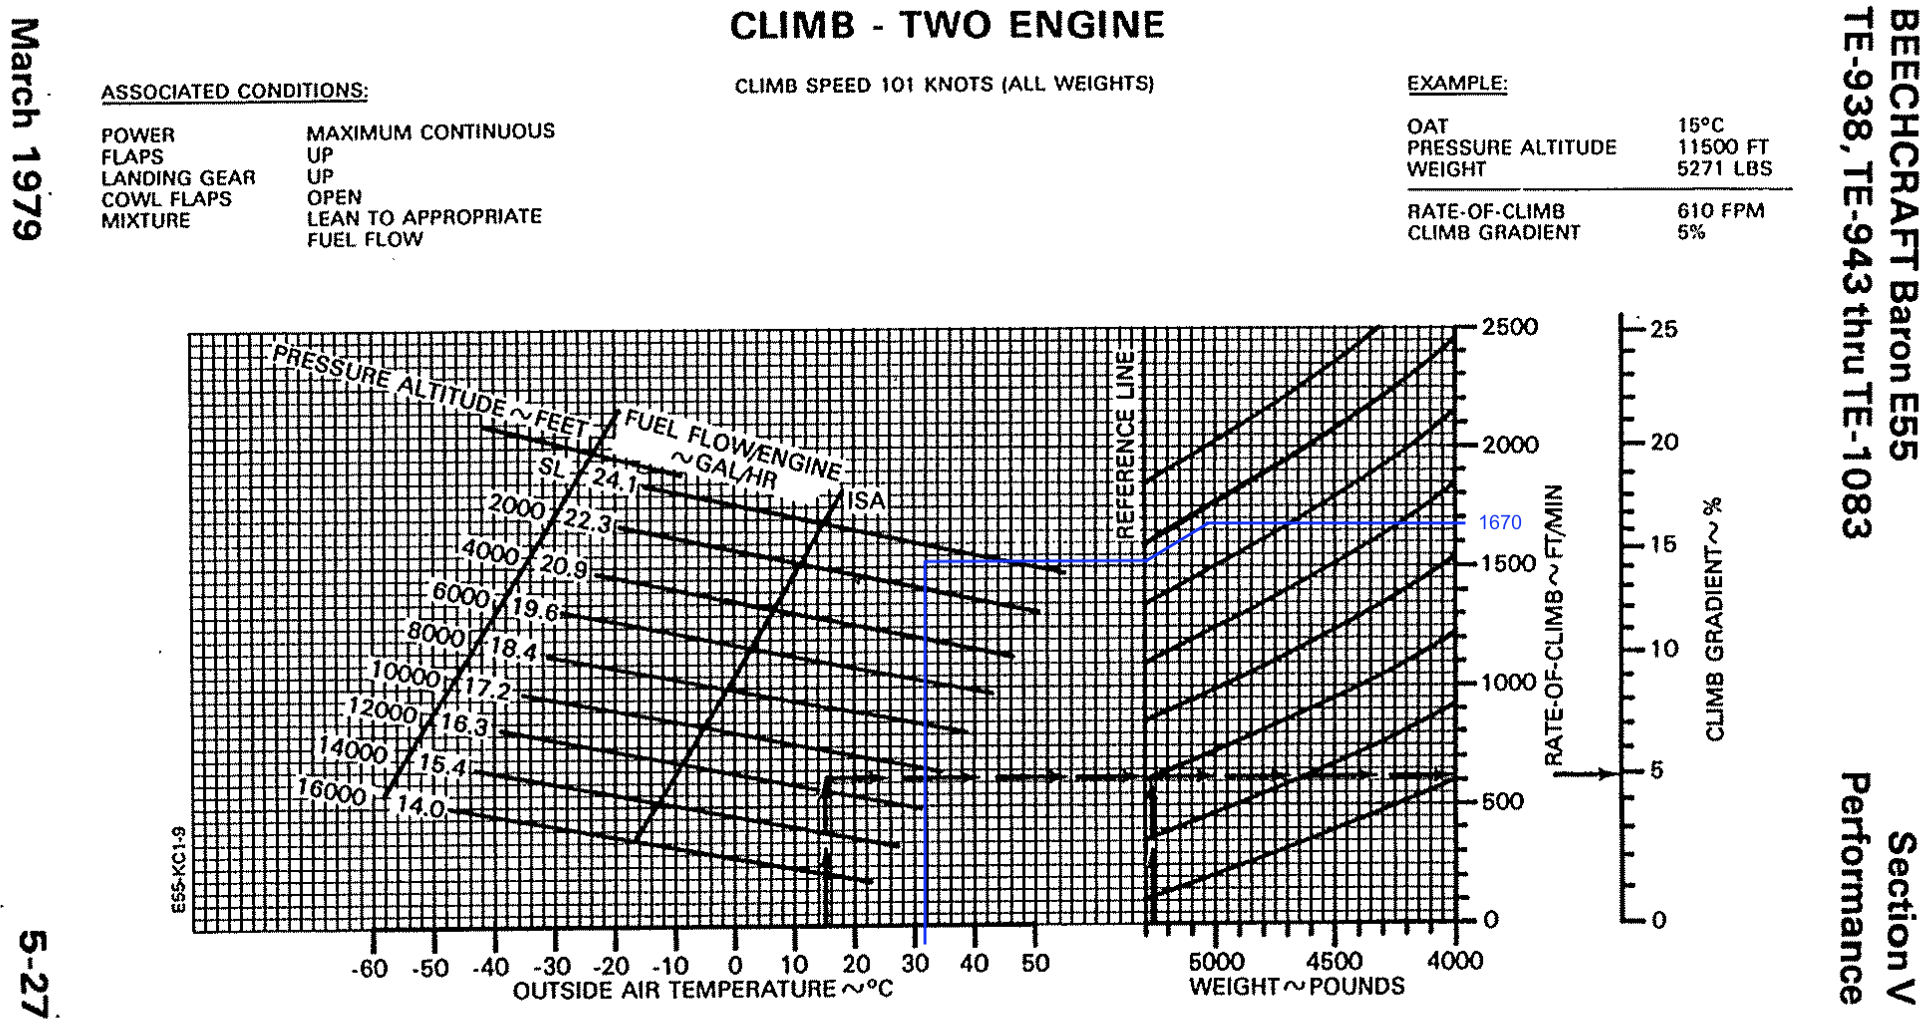 CLIMB - TWO ENGINE
CLIMB SPEED 101 KNOTS (ALL WEIGHTS)
ASSOCIATED CONDITIONS:
POWER MAXIMUM CONTINUOUS
FLAPS UP
LANDING GEAR UP
COWL FLAPS OPEN
MIXTURE LEAN TO APPROPRIATE
FUEL FLOW
EXAMPLE:
OAT 15°C
PRESSURE ALTITUDE 11500 FT
WEIGHT 5271 LBS
RATE-OF-CLIMB 610 FPM
CLIMB GRADIENT 5%
PRESSURE ALTITUDE ~ FEET
FUEL FLOW/ENGINE
~GAL/HR
ISA
SL 24.1
2000 22.3
4000 20.9
6000 19.6
8000 18.4
10000 17.2
12000 16.3
14000 15.4
16000 14.0
REFERENCE LINE
2500
2000
1670
1500
1000
500
0
RATE-OF-CLIMB~FT/MIN
25
20
15
10
5
0
CLIMB GRADIENT~%
-60 -50 -40 -30 -20 -10 0 10 20 30 40 50
OUTSIDE AIR TEMPERATURE ~ °C
5000 4500 4000
WEIGHT ~ POUNDS
E55-KC1-9
March 1979
5-27
BEECHCRAFT Baron E55
TE-938, TE-943 thru TE-1083
Section V
Performance